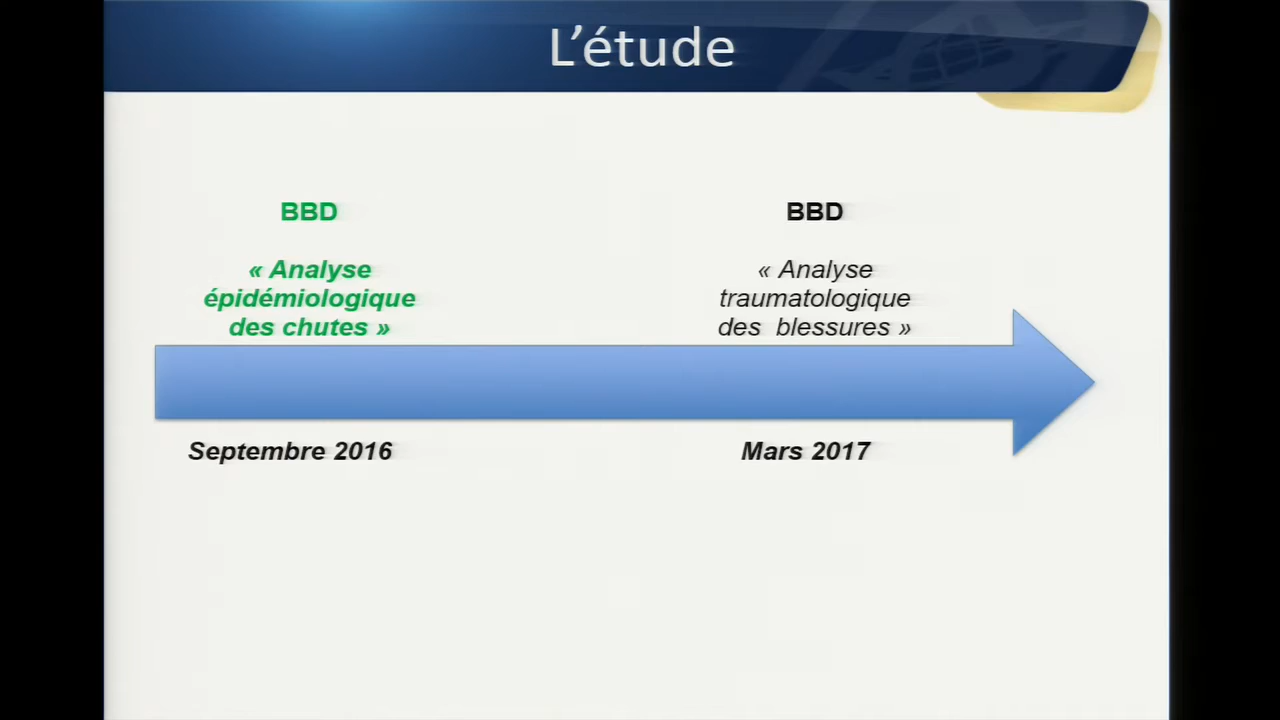 L’étude
BBD
« Analyse
épidémiologique
des chutes »
BBD
« Analyse
traumatologique
des blessures »
Septembre 2016
Mars 2017